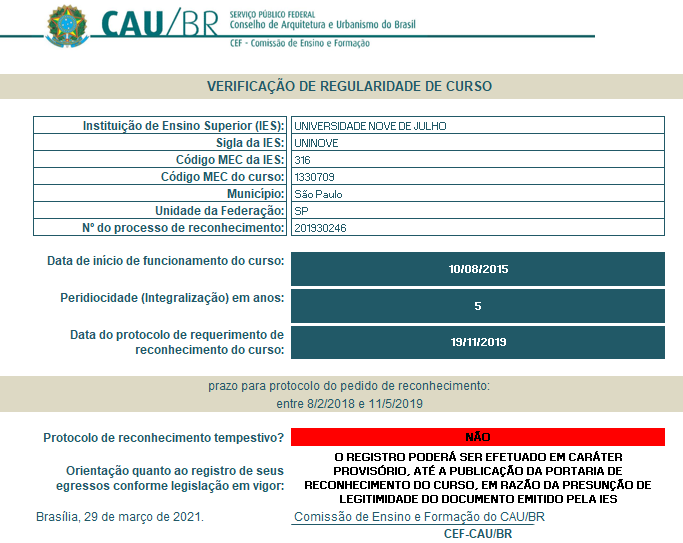 CAU/BR
SERVIÇO PÚBLICO FEDERAL
Conselho de Arquitetura e Urbanismo do Brasil
CEF - Comissão de Ensino e Formação
VERIFICAÇÃO DE REGULARIDADE DE CURSO
Instituição de Ensino Superior (IES): UNIVERSIDADE NOVE DE JULHO
Sigla da IES: UNINOVE
Código MEC da IES: 316
Código MEC do curso: 1330709
Município: São Paulo
Unidade da Federação: SP
Nº do processo de reconhecimento: 201930246
Data de início de funcionamento do curso: 10/08/2015
Peridiocidade (Integralização) em anos: 5
Data do protocolo de requerimento de
reconhecimento do curso: 19/11/2019
prazo para protocolo do pedido de reconhecimento:
entre 8/2/2018 e 11/5/2019
Protocolo de reconhecimento tempestivo? NÃO
Orientação quanto ao registro de seus
egressos conforme legislação em vigor:
O REGISTRO PODERÁ SER EFETUADO EM CARÁTER
PROVISÓRIO, ATÉ A PUBLICAÇÃO DA PORTARIA DE
RECONHECIMENTO DO CURSO, EM RAZÃO DA PRESUNÇÃO DE
LEGITIMIDADE DO DOCUMENTO EMITIDO PELA IES
Brasília, 29 de março de 2021. Comissão de Ensino e Formação do CAU/BR
CEF-CAU/BR